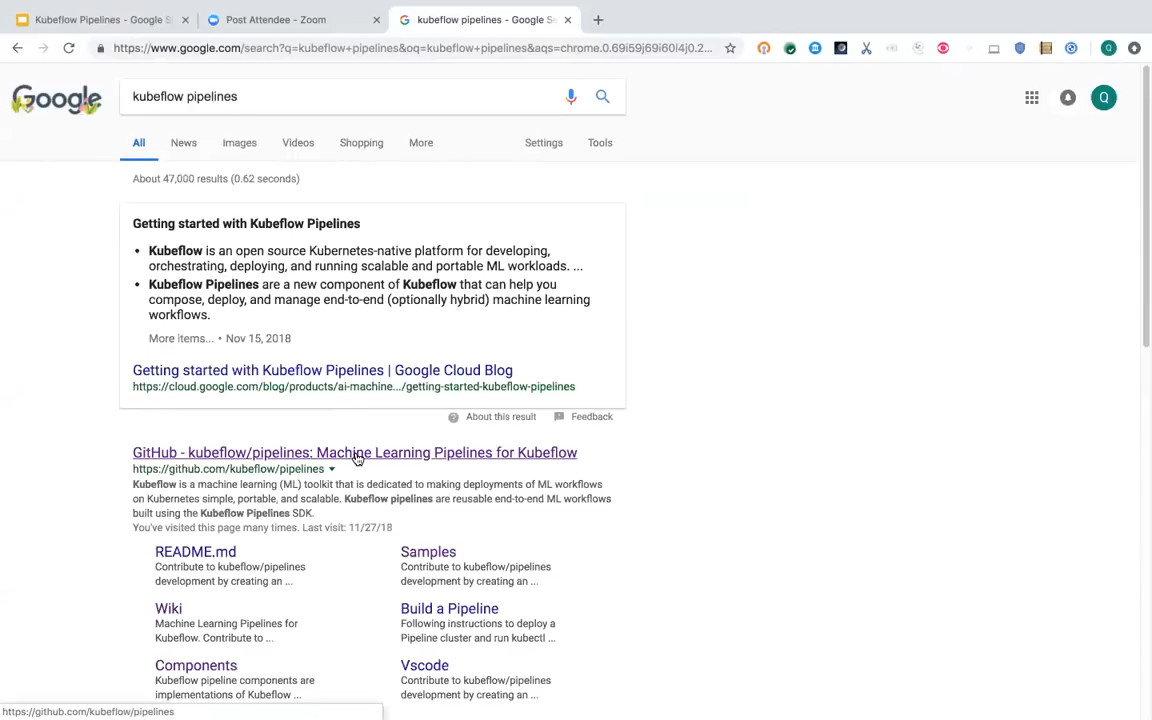 Kubeflow Pipelines - Google S
Post Attendee - Zoom
kubeflow pipelines - Google Se
https://www.google.com/search?q=kubeflow+pipelines&oq=kubeflow+pipelines&aqs=chrome.0.69i59j69i60l4j0.2...
Google
kubeflow pipelines
Q
All
News
Images
Videos
Shopping
More
Settings
Tools
About 47,000 results (0.62 seconds)
Getting started with Kubeflow Pipelines
• Kubeflow is an open source Kubernetes-native platform for developing,
orchestrating, deploying, and running scalable and portable ML workloads. ...
• Kubeflow Pipelines are a new component of Kubeflow that can help you
compose, deploy, and manage end-to-end (optionally hybrid) machine learning
workflows.
More items... • Nov 15, 2018
Getting started with Kubeflow Pipelines | Google Cloud Blog
https://cloud.google.com/blog/products/ai-machine.../getting-started-kubeflow-pipelines
About this result
Feedback
GitHub - kubeflow/pipelines: Machine Learning Pipelines for Kubeflow
https://github.com/kubeflow/pipelines
Kubeflow is a machine learning (ML) toolkit that is dedicated to making deployments of ML workflows
on Kubernetes simple, portable, and scalable. Kubeflow pipelines are reusable end-to-end ML workflows
built using the Kubeflow Pipelines SDK.
You've visited this page many times. Last visit: 11/27/18
README.md
Contribute to kubeflow/pipelines
development by creating an ...
Samples
Contribute to kubeflow/pipelines
development by creating an ...
Wiki
Machine Learning Pipelines for
Kubeflow. Contribute to ...
Build a Pipeline
Following instructions to deploy a
Pipeline cluster and run kubectl ...
Components
Kubeflow pipeline components are
implementations of Kubeflow ...
Vscode
Contribute to kubeflow/pipelines
development by creating an ...
https://github.com/kubeflow/pipelines